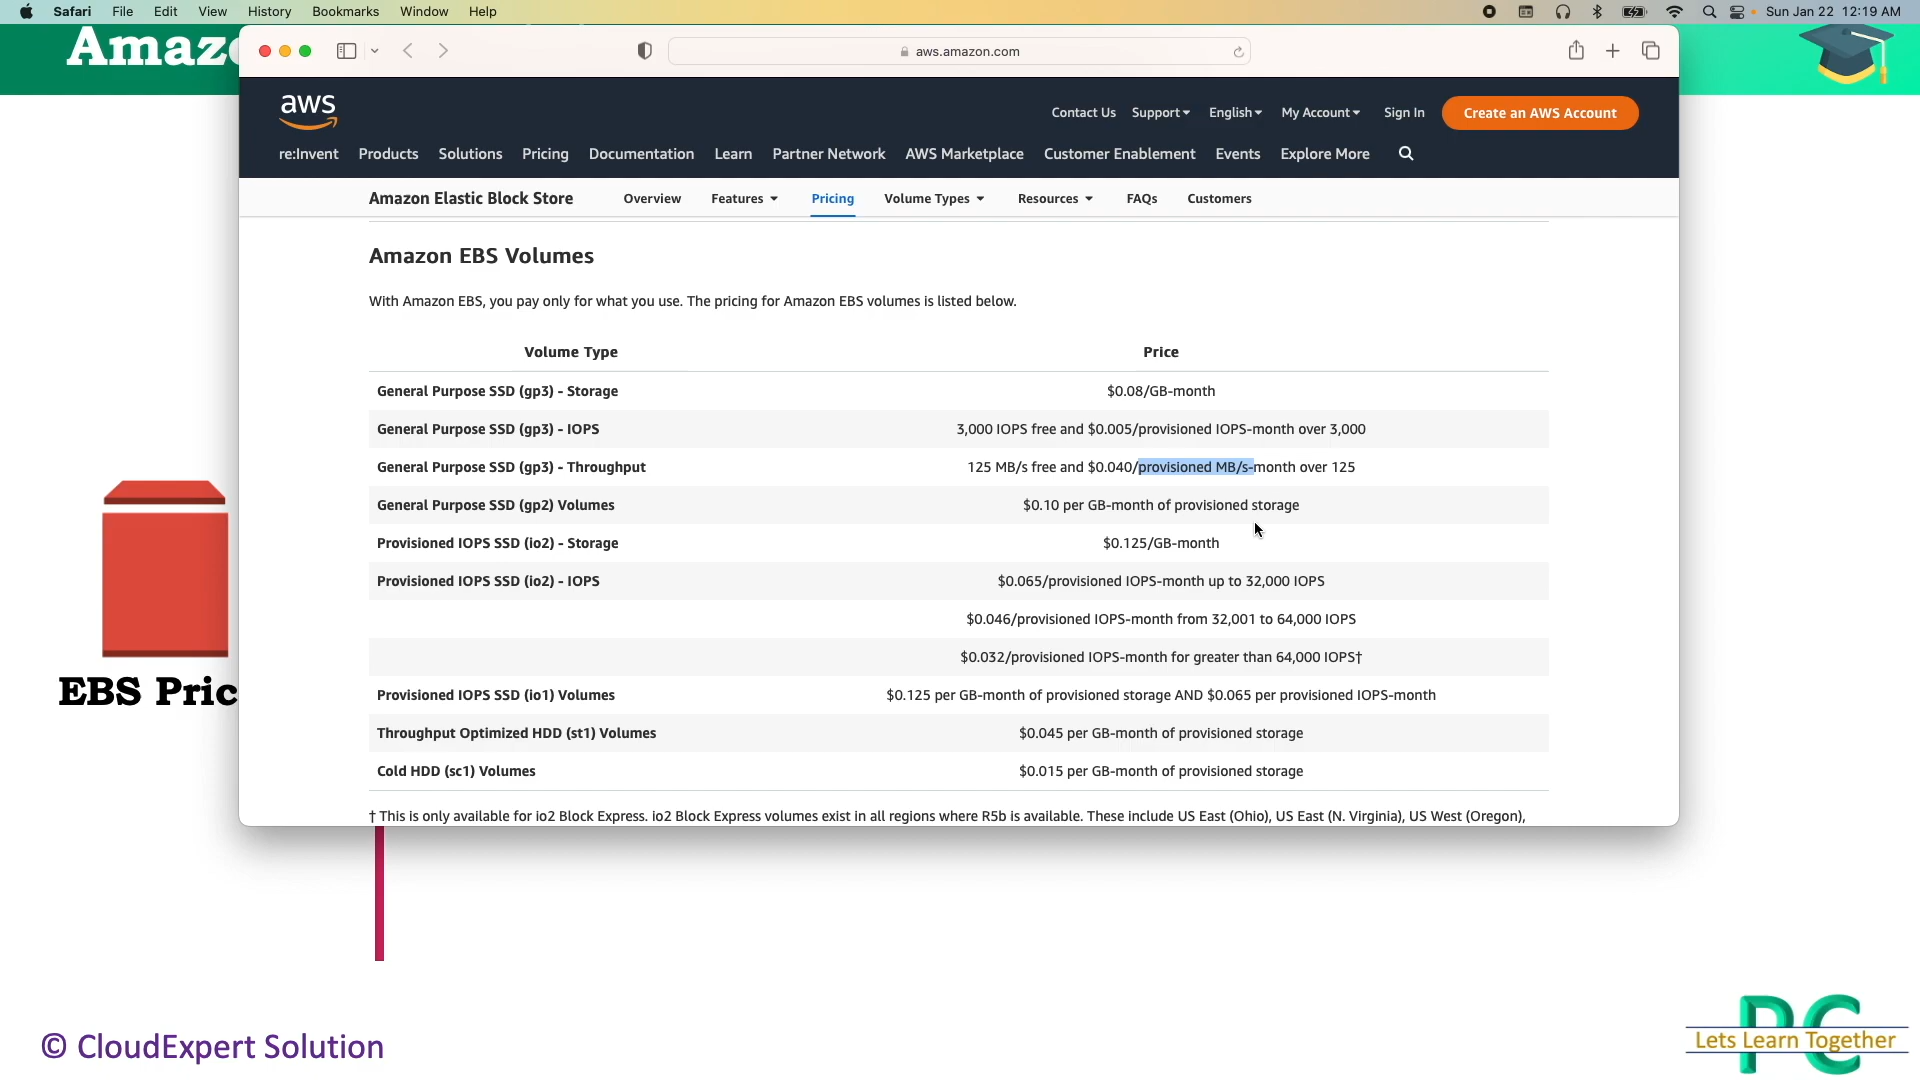 Safari File Edit View History Bookmarks Window Help Sun Jan 22 12:19 AM
Amaz
aws.amazon.com
aws
Contact Us Support English My Account Sign In Create an AWS Account
re:Invent Products Solutions Pricing Documentation Learn Partner Network AWS Marketplace Customer Enablement Events Explore More
Amazon Elastic Block Store Overview Features Pricing Volume Types Resources FAQs Customers
Amazon EBS Volumes
With Amazon EBS, you pay only for what you use. The pricing for Amazon EBS volumes is listed below.
Volume Type Price
General Purpose SSD (gp3) - Storage $0.08/GB-month
General Purpose SSD (gp3) - IOPS 3,000 IOPS free and $0.005/provisioned IOPS-month over 3,000
General Purpose SSD (gp3) - Throughput 125 MB/s free and $0.040/provisioned MB/s-month over 125
General Purpose SSD (gp2) Volumes $0.10 per GB-month of provisioned storage
Provisioned IOPS SSD (io2) - Storage $0.125/GB-month
Provisioned IOPS SSD (io2) - IOPS $0.065/provisioned IOPS-month up to 32,000 IOPS
$0.046/provisioned IOPS-month from 32,001 to 64,000 IOPS
$0.032/provisioned IOPS-month for greater than 64,000 IOPS†
Provisioned IOPS SSD (io1) Volumes $0.125 per GB-month of provisioned storage AND $0.065 per provisioned IOPS-month
Throughput Optimized HDD (st1) Volumes $0.045 per GB-month of provisioned storage
Cold HDD (sc1) Volumes $0.015 per GB-month of provisioned storage
† This is only available for io2 Block Express. io2 Block Express volumes exist in all regions where R5b is available. These include US East (Ohio), US East (N. Virginia), US West (Oregon),
EBS Pric
© CloudExpert Solution
PC
Lets Learn Together